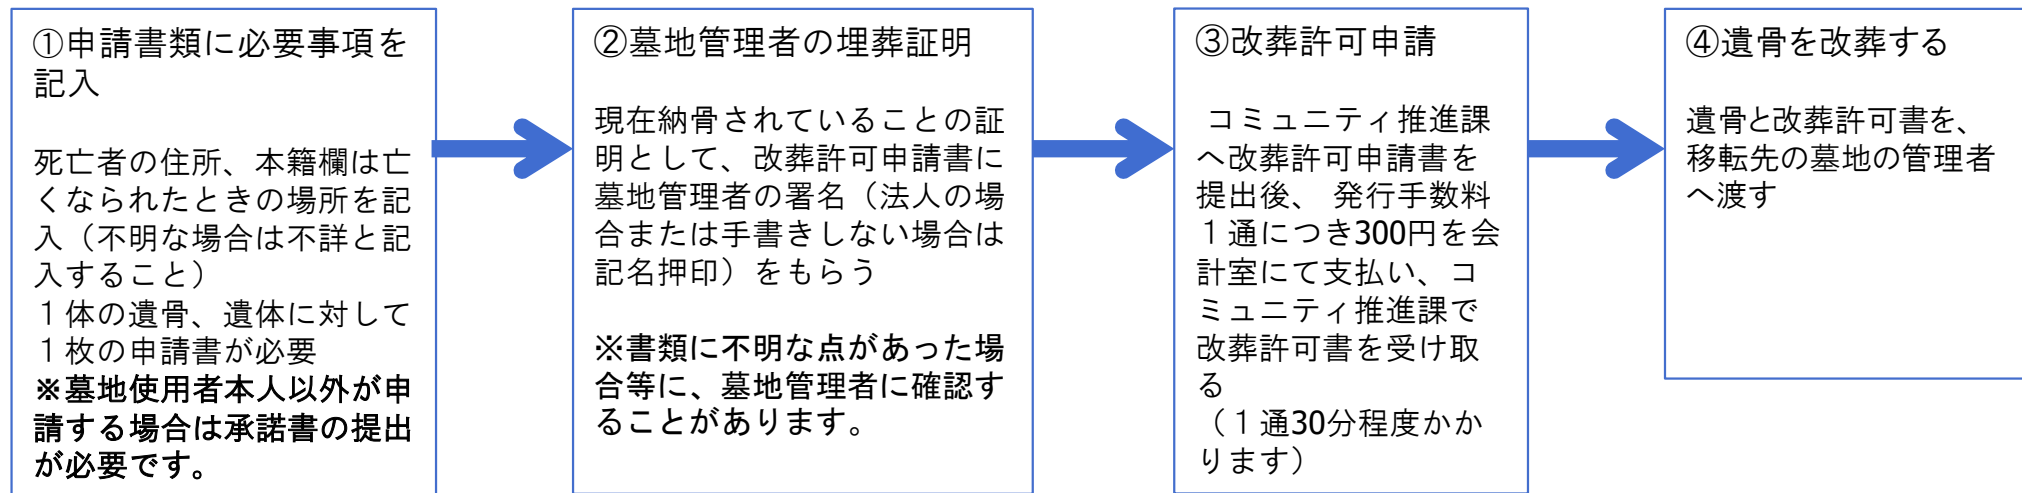 ①申請書類に必要事項を
記入
死亡者の住所、本籍欄は亡
くなられたときの場所を記
入（不明な場合は不詳と記
入すること）
１体の遺骨、遺体に対して
１枚の申請書が必要
※墓地使用者本人以外が申
請する場合は承諾書の提出
が必要です。
②墓地管理者の埋葬証明
現在納骨されていることの証
明として、改葬許可申請書に
墓地管理者の署名（法人の場
合または手書きしない場合は
記名押印）をもらう
※書類に不明な点があった場
合等に、墓地管理者に確認す
ることがあります。
③改葬許可申請
コミュニティ推進課
へ改葬許可申請書を
提出後、 発行手数料
１通につき300円を会
計室にて支払い、コ
ミュニティ推進課で
改葬許可書を受け取
る
（１通30分程度かか
ります）
④遺骨を改葬する
遺骨と改葬許可書を、
移転先の墓地の管理者
へ渡す